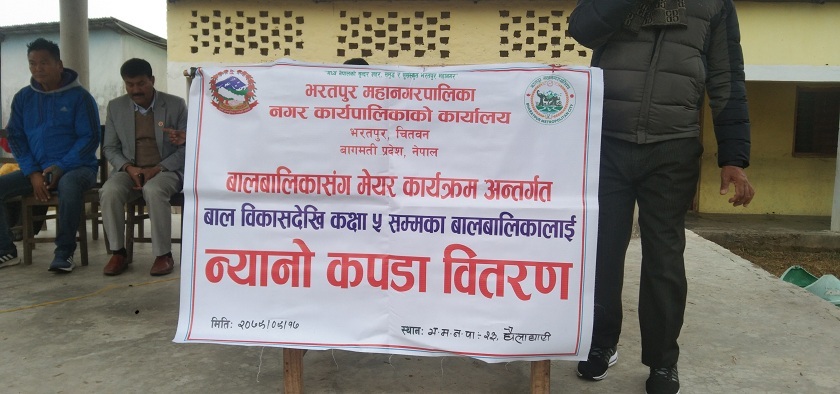 भरतपुर महानगरपालिका
नगर कार्यपालिकाको कार्यालय
भरतपुर, चितवन
बागमती प्रदेश, नेपाल
बालबालिकासंग मेयर कार्यक्रम अन्तर्गत
बाल विकासदेखि कक्षा ५ सम्मका बालबालिकालाई
न्यानो कपडा वितरण
मिति:
स्थान: भ.म.न.पा.-२३,